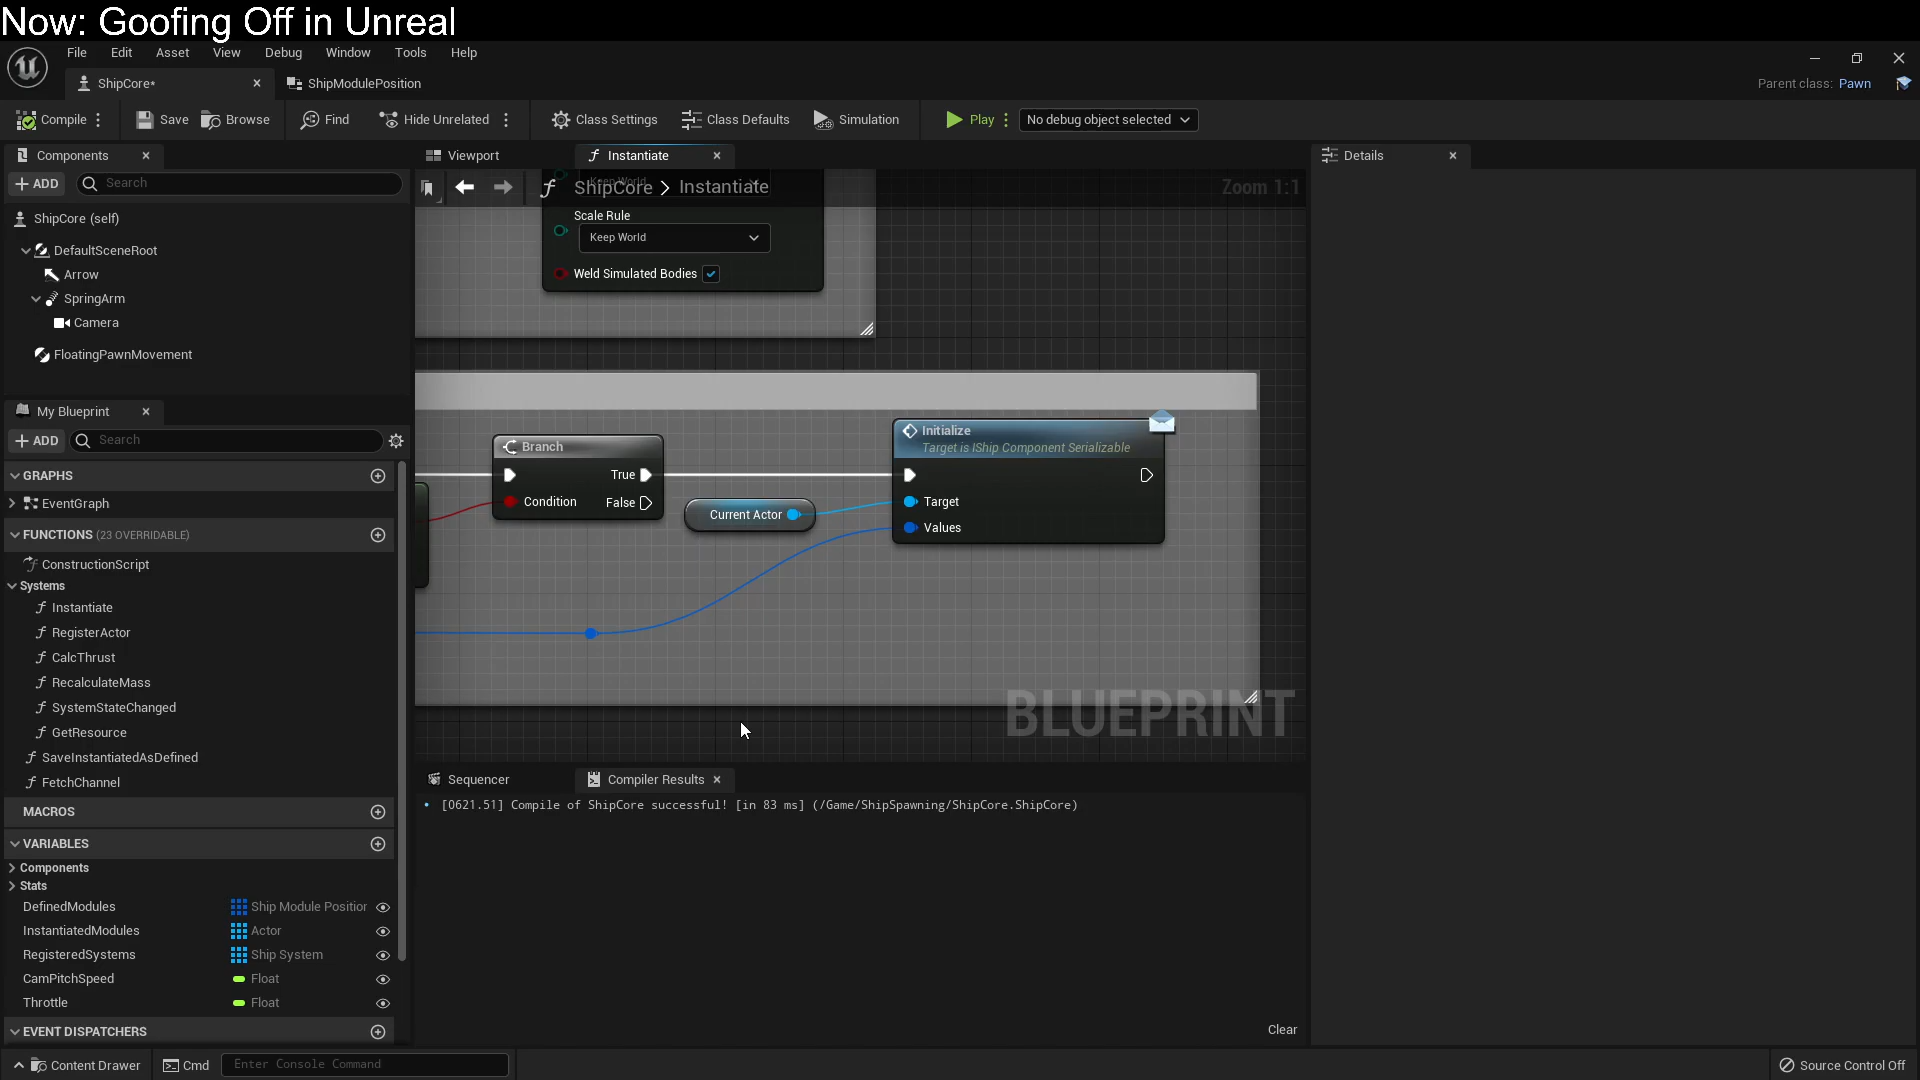 Now: Goofing Off in Unreal
File Edit Asset View Debug Window Tools Help
ShipCore* ShipModulePosition
Parent class: Pawn
Compile Save Browse Find Hide Unrelated Class Settings Class Defaults Simulation Play No debug object selected
Components Viewport Instantiate Details
ADD Search
ShipCore > Instantiate
Zoom 1:1
Keep World
ShipCore (self)
DefaultSceneRoot
Arrow
SpringArm
Camera
FloatingPawnMovement
Scale Rule
Keep World
Weld Simulated Bodies
My Blueprint
ADD Search
GRAPHS
EventGraph
FUNCTIONS (23 OVERRIDABLE)
ConstructionScript
Systems
Instantiate
RegisterActor
CalcThrust
RecalculateMass
SystemStateChanged
GetResource
SaveInstantiatedAsDefined
FetchChannel
MACROS
VARIABLES
Components
Stats
DefinedModules Ship Module Position
InstantiatedModules Actor
RegisteredSystems Ship System
CamPitchSpeed Float
Throttle Float
EVENT DISPATCHERS
Branch
True
Condition False
Current Actor
Initialize
Target is IShip Component Serializable
Target
Values
BLUEPRINT
Sequencer Compiler Results
[0621.51] Compile of ShipCore successful! [in 83 ms] (/Game/ShipSpawning/ShipCore.ShipCore)
Clear
Content Drawer Cmd Enter Console Command
Source Control Off